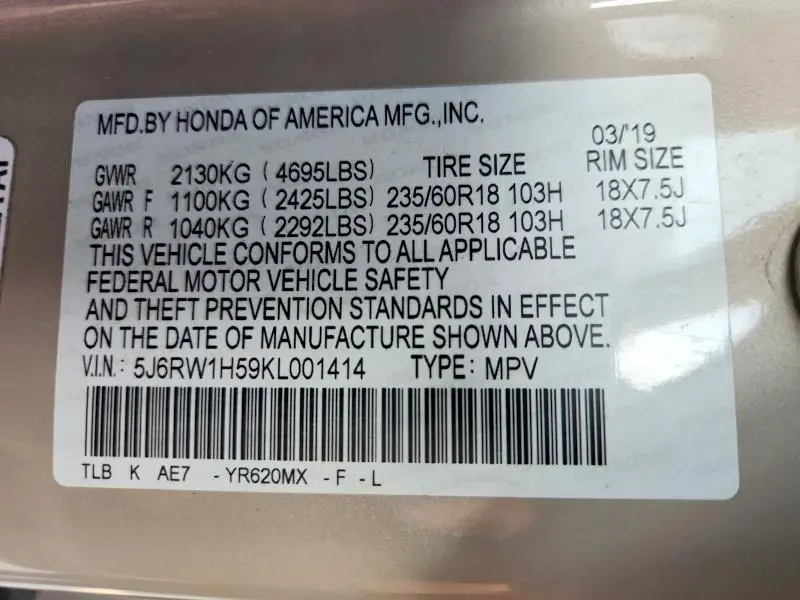 MFD.BY HONDA OF AMERICA MFG.,INC.
03/'19
GVWR 2130KG ( 4695LBS ) TIRE SIZE RIM SIZE
GAWR F 1100KG ( 2425LBS ) 235/60R18 103H 18X7.5J
GAWR R 1040KG ( 2292LBS ) 235/60R18 103H 18X7.5J
THIS VEHICLE CONFORMS TO ALL APPLICABLE
FEDERAL MOTOR VEHICLE SAFETY
AND THEFT PREVENTION STANDARDS IN EFFECT
ON THE DATE OF MANUFACTURE SHOWN ABOVE.
V.I.N.: 5J6RW1H59KL001414 TYPE: MPV
TLB K AE7 - YR620MX - F - L